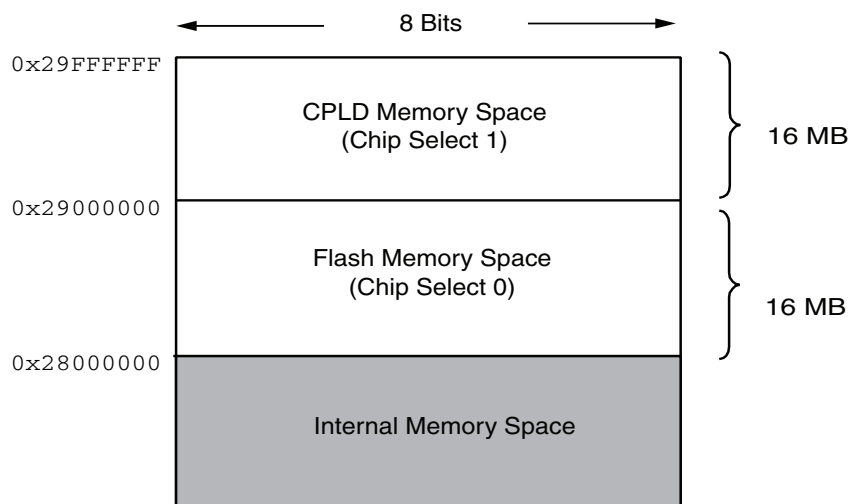 8 Bits
0x29FFFFFF
CPLD Memory Space
(Chip Select 1)
16 MB
0x29000000
Flash Memory Space
(Chip Select 0)
16 MB
0x28000000
Internal Memory Space